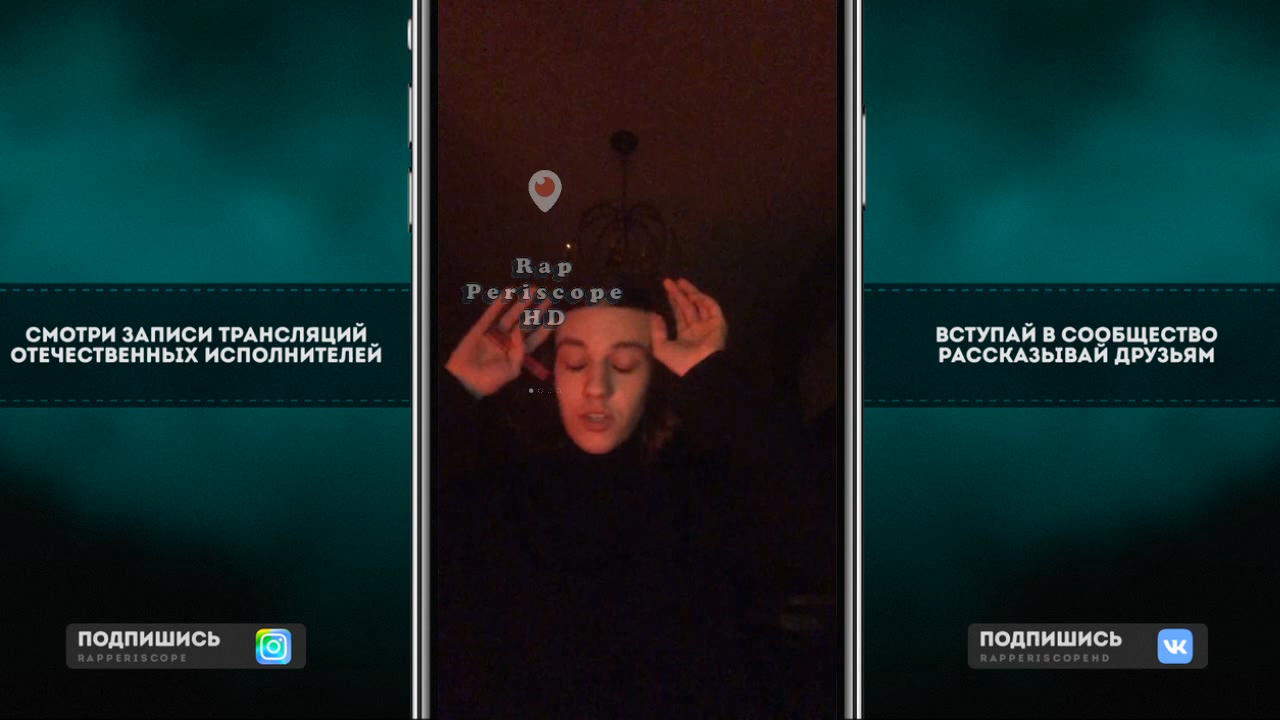 Rap
Periscope
HD
СМОТРИ ЗАПИСИ ТРАНСЛЯЦИЙ
ОТЕЧЕСТВЕННЫХ ИСПОЛНИТЕЛЕЙ
ВСТУПАЙ В СООБЩЕСТВО
РАССКАЗЫВАЙ ДРУЗЬЯМ
ПОДПИШИСЬ
RAPPERISCOPE
ПОДПИШИСЬ
RAPPERISCOPEHD